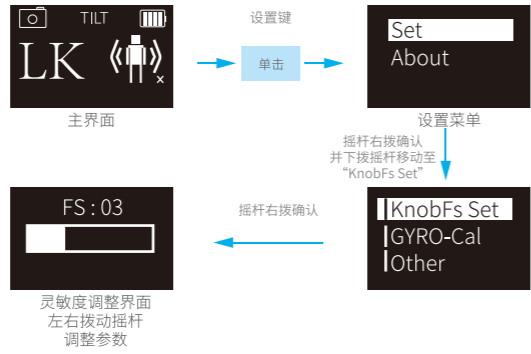 TILT
LK
x
主界面
设置键
单击
Set
About
设置菜单
摇杆右拨确认
并下拨摇杆移动至
“KnobFs Set”
KnobFs Set
GYRO-Cal
Other
摇杆右拨确认
FS : 03
灵敏度调整界面
左右拨动摇杆
调整参数